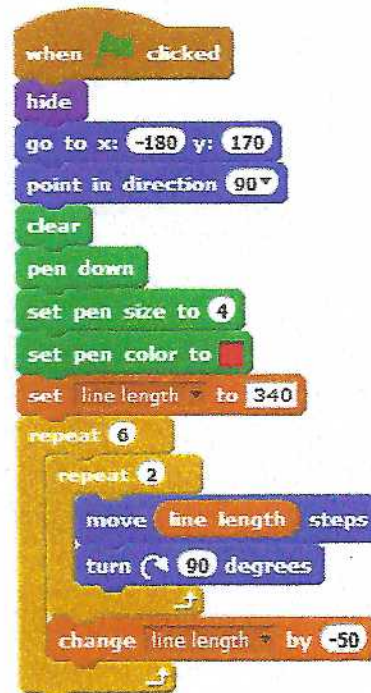 when clicked
hide
go to x: -180 y: 170
point in direction 90
clear
pen down
set pen size to 4
set pen color to
set line length to 340
repeat 6
repeat 2
move line length steps
turn 90 degrees
change line length by -50